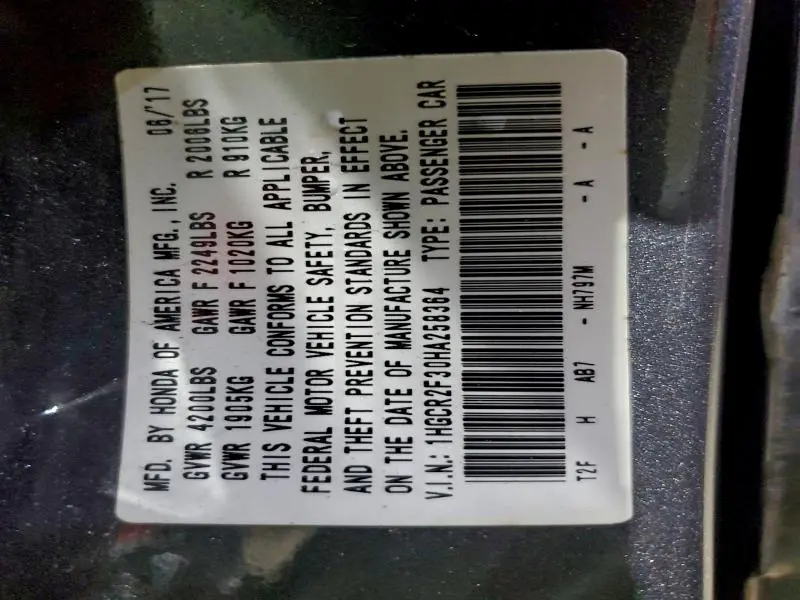 MFD. BY HONDA OF AMERICA MFG., INC. 08/'17
GVWR 4200LBS GAWR F 2249LBS R 2006LBS
GVWR 1905KG GAWR F 1020KG R 910KG
THIS VEHICLE CONFORMS TO ALL APPLICABLE
FEDERAL MOTOR VEHICLE SAFETY, BUMPER,
AND THEFT PREVENTION STANDARDS IN EFFECT
ON THE DATE OF MANUFACTURE SHOWN ABOVE.
V.I.N.: 1HGCR2F30HA258364 TYPE: PASSENGER CAR
T2F H AB7 - NH797M - A - A